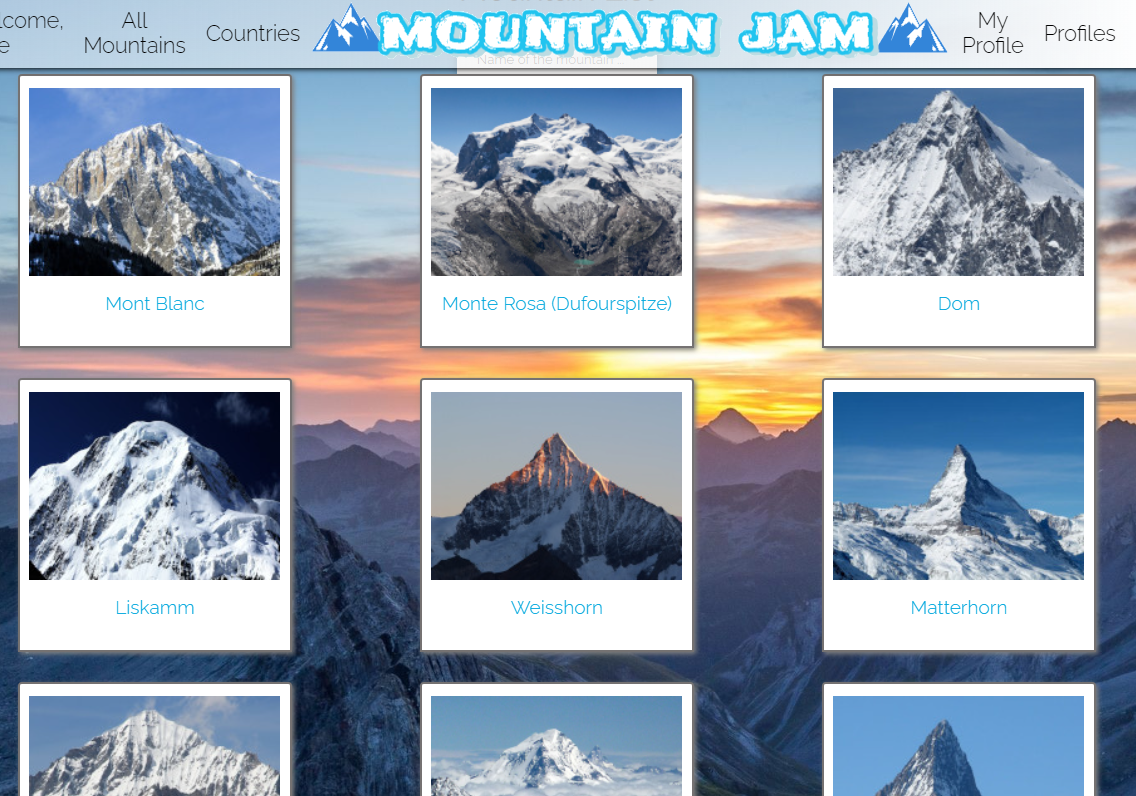 lcome,
e
All
Mountains
Countries
MOUNTAIN JAM
My
Profile
Profiles
Name of the mountain ...
Mont Blanc
Monte Rosa (Dufourspitze)
Dom
Liskamm
Weisshorn
Matterhorn